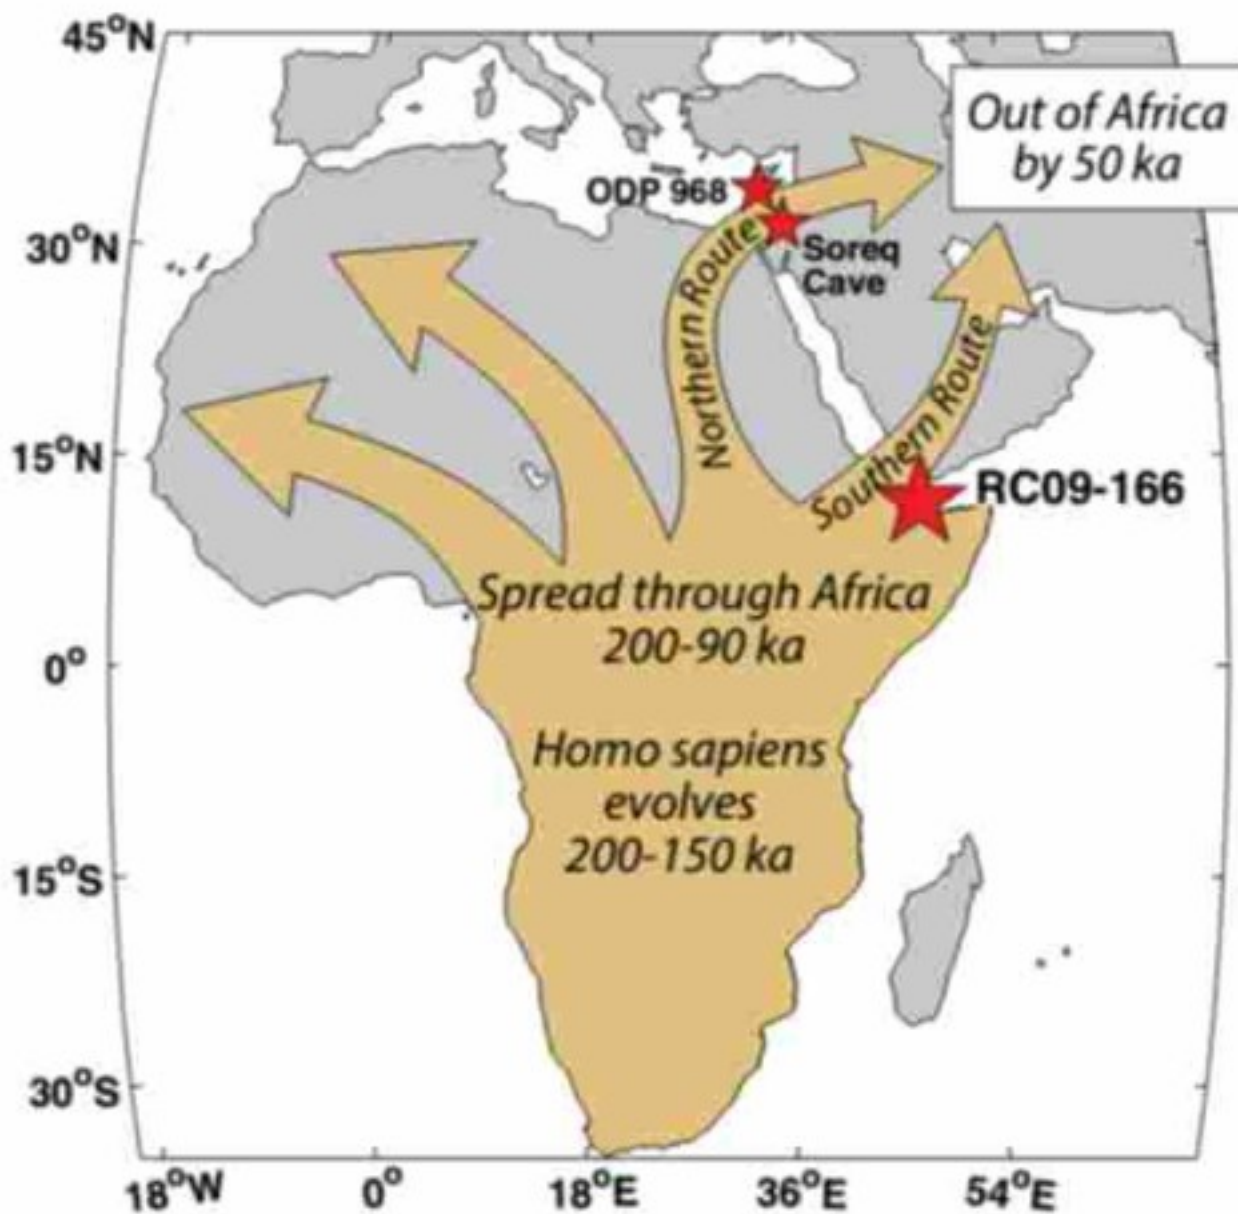 45°N
Out of Africa
by 50 ka
ODP 968
30°N
Soreq
Cave
Northern Route
Southern Route
15°N
RC09-166
Spread through Africa
200-90 ka
0°
Homo sapiens
evolves
200-150 ka
15°S
30°S
18°W 0° 18°E 36°E 54°E